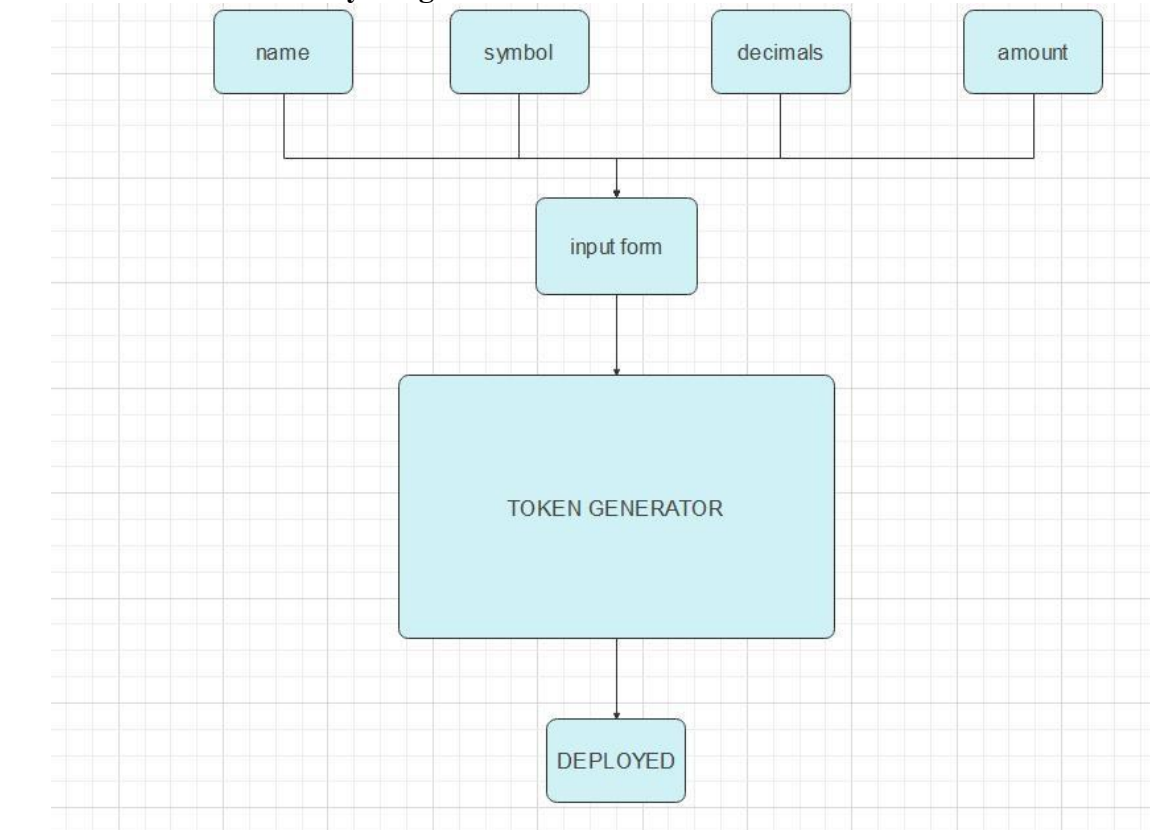 name
symbol
decimals
amount
input form
TOKEN GENERATOR
DEPLOYED